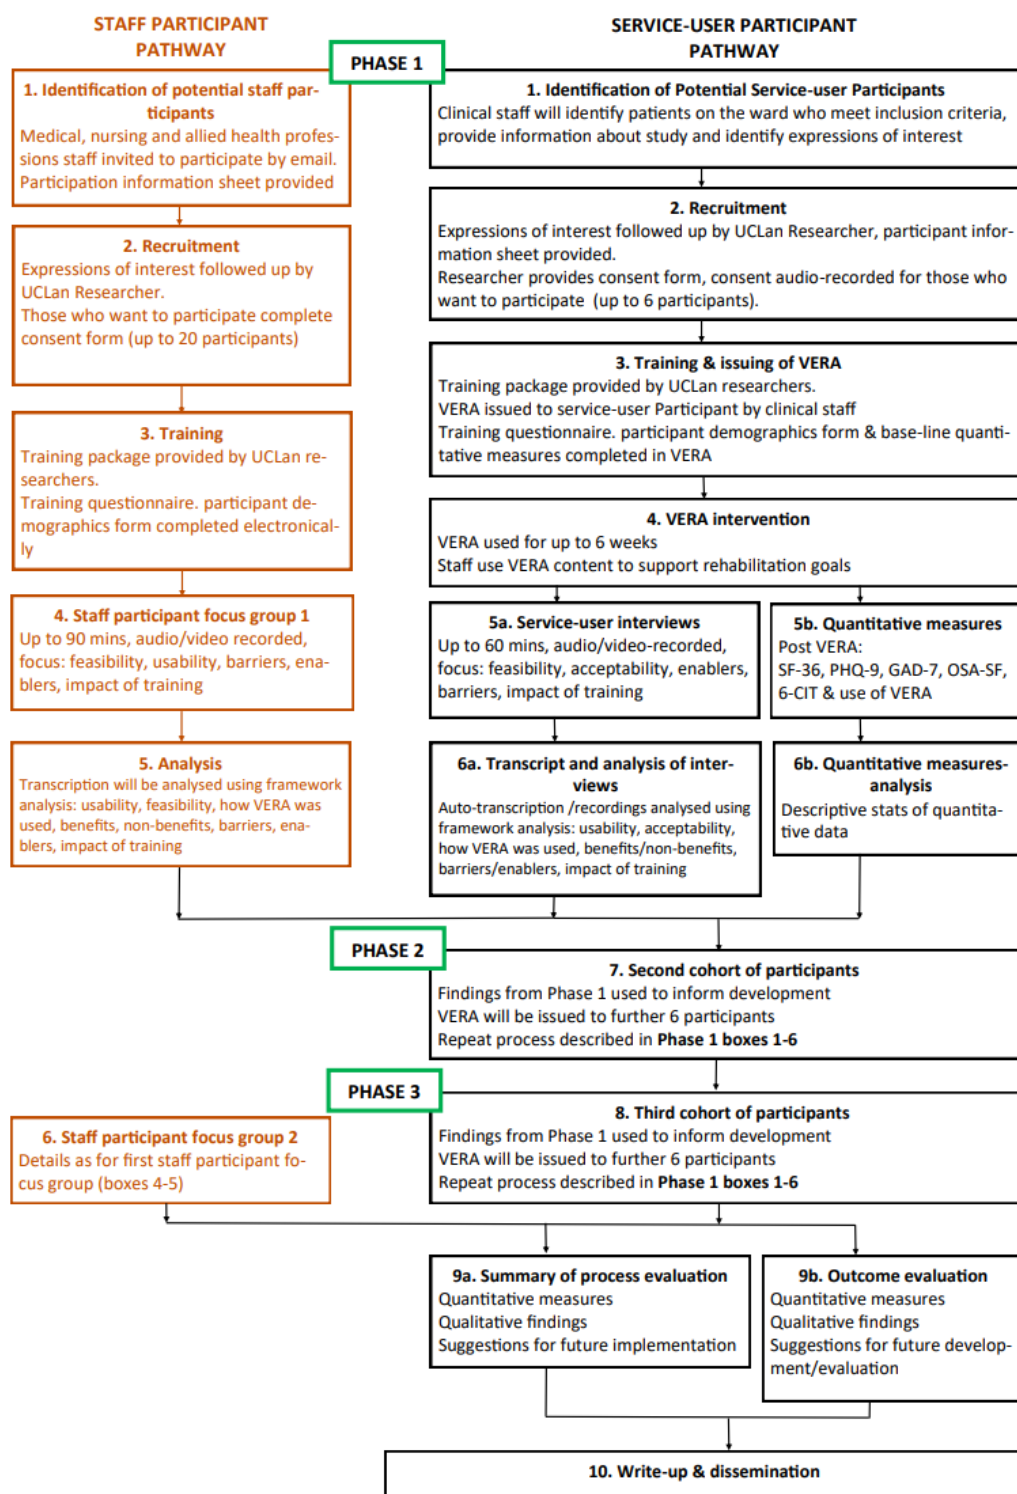 STAFF PARTICIPANT
PATHWAY
SERVICE-USER PARTICIPANT
PATHWAY
PHASE 1
1. Identification of potential staff par-
ticipants
Medical, nursing and allied health profes-
sions staff invited to participate by email.
Participation information sheet provided
1. Identification of Potential Service-user Participants
Clinical staff will identify patients on the ward who meet inclusion criteria,
provide information about study and identify expressions of interest
2. Recruitment
Expressions of interest followed up by
UCLan Researcher.
Those who want to participate complete
consent form (up to 20 participants)
2. Recruitment
Expressions of interest followed up by UCLan Researcher, participant infor-
mation sheet provided.
Researcher provides consent form, consent audio-recorded for those who
want to participate (up to 6 participants).
3. Training
Training package provided by UCLan re-
searchers.
Training questionnaire. participant de-
mographics form completed electronical-
ly
3. Training & issuing of VERA
Training package provided by UCLan researchers.
VERA issued to service-user Participant by clinical staff
Training questionnaire. participant demographics form & base-line quanti-
tative measures completed in VERA
4. VERA intervention
VERA used for up to 6 weeks
Staff use VERA content to support rehabilitation goals
4. Staff participant focus group 1
Up to 90 mins, audio/video recorded,
focus: feasibility, usability, barriers, ena-
blers, impact of training
5a. Service-user interviews
Up to 60 mins, audio/video-recorded,
focus: feasibility, acceptability, enablers,
barriers, impact of training
5b. Quantitative measures
Post VERA:
SF-36, PHQ-9, GAD-7, OSA-SF,
6-CIT & use of VERA
5. Analysis
Transcription will be analysed using framework
analysis: usability, feasibility, how VERA was
used, benefits, non-benefits, barriers, ena-
blers, impact of training
6a. Transcript and analysis of inter-
views
Auto-transcription /recordings analysed using
framework analysis: usability, acceptability,
how VERA was used, benefits/non-benefits,
barriers/enablers, impact of training
6b. Quantitative measures-
analysis
Descriptive stats of quantita-
tive data
PHASE 2
7. Second cohort of participants
Findings from Phase 1 used to inform development
VERA will be issued to further 6 participants
Repeat process described in Phase 1 boxes 1-6
PHASE 3
6. Staff participant focus group 2
Details as for first staff participant fo-
cus group (boxes 4-5)
8. Third cohort of participants
Findings from Phase 1 used to inform development
VERA will be issued to further 6 participants
Repeat process described in Phase 1 boxes 1-6
9a. Summary of process evaluation
Quantitative measures
Qualitative findings
Suggestions for future implementation
9b. Outcome evaluation
Quantitative measures
Qualitative findings
Suggestions for future develop-
ment/evaluation
10. Write-up & dissemination